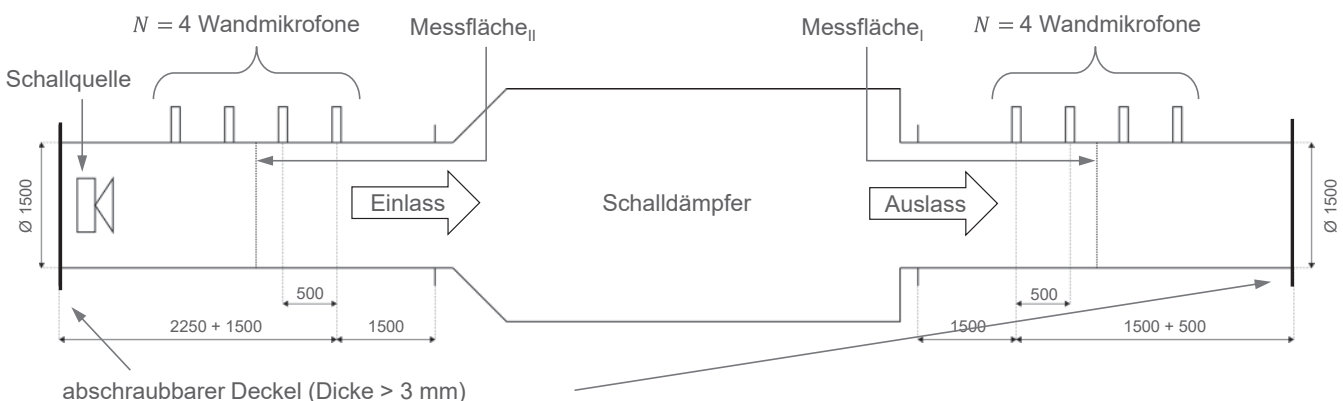 N = 4 Wandmikrofone
Messfläche_II
Messfläche_I
N = 4 Wandmikrofone
Schallquelle
Ø 1500
Einlass
Schalldämpfer
Auslass
Ø 1500
500
500
2250 + 1500
1500
1500
1500 + 500
abschraubbarer Deckel (Dicke > 3 mm)